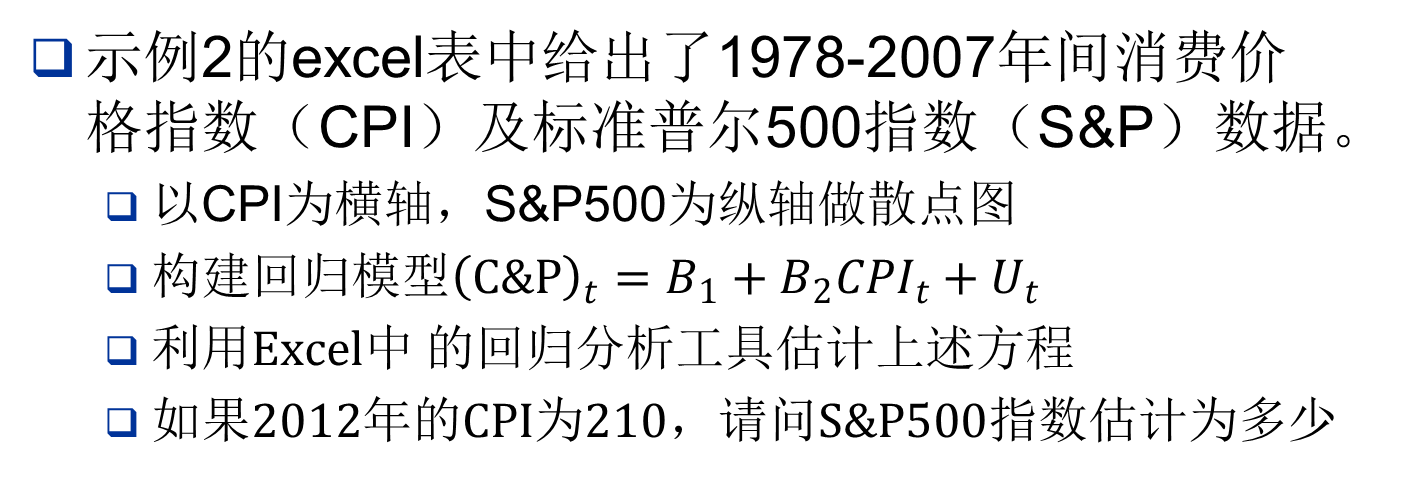 示例2的excel表中给出了1978-2007年间消费价
格指数（CPI）及标准普尔500指数（S&P）数据。
以CPI为横轴，S&P500为纵轴做散点图
构建回归模型(C&P)ₜ = B₁ + B₂CPIₜ + Uₜ
利用Excel中 的回归分析工具估计上述方程
如果2012年的CPI为210，请问S&P500指数估计为多少